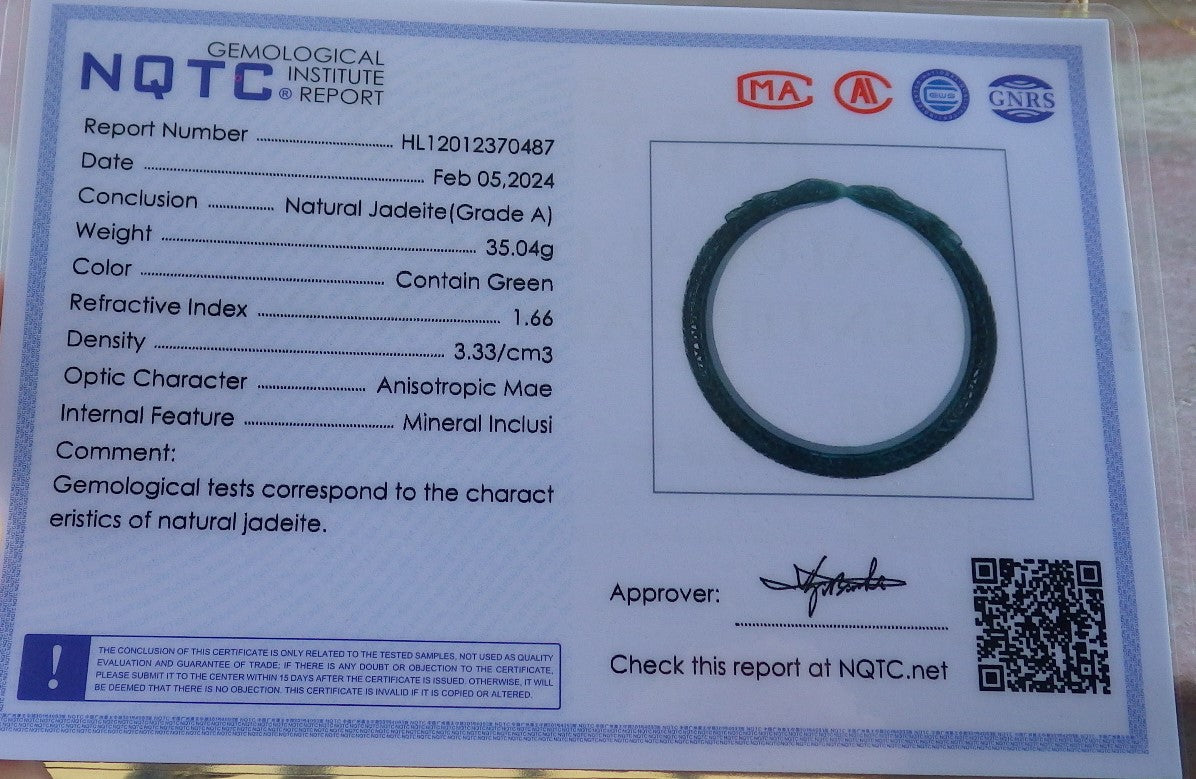 NQTC® GEMOLOGICAL INSTITUTE REPORT
Report Number HL12012370487
Date Feb 05,2024
Conclusion Natural Jadeite(Grade A)
Weight 35.04g
Color Contain Green
Refractive Index 1.66
Density 3.33/cm3
Optic Character Anisotropic Mae
Internal Feature Mineral Inclusi
Comment:
Gemological tests correspond to the charact
eristics of natural jadeite.
THE CONCLUSION OF THIS CERTIFICATE IS ONLY RELATED TO THE TESTED SAMPLES, NOT USED AS QUALITY
EVALUATION AND GUARANTEE OF TRADE; IF THERE IS ANY DOUBT OR OBJECTION TO THE CERTIFICATE,
PLEASE SUBMIT IT TO THE CENTER WITHIN 15 DAYS AFTER THE CERTIFICATE IS ISSUED. OTHERWISE, IT WILL
BE DEEMED THAT THERE IS NO OBJECTION. THIS CERTIFICATE IS INVALID IF IT IS COPIED OR ALTERED.
MA
GNRS
Approver:
Check this report at NQTC.net